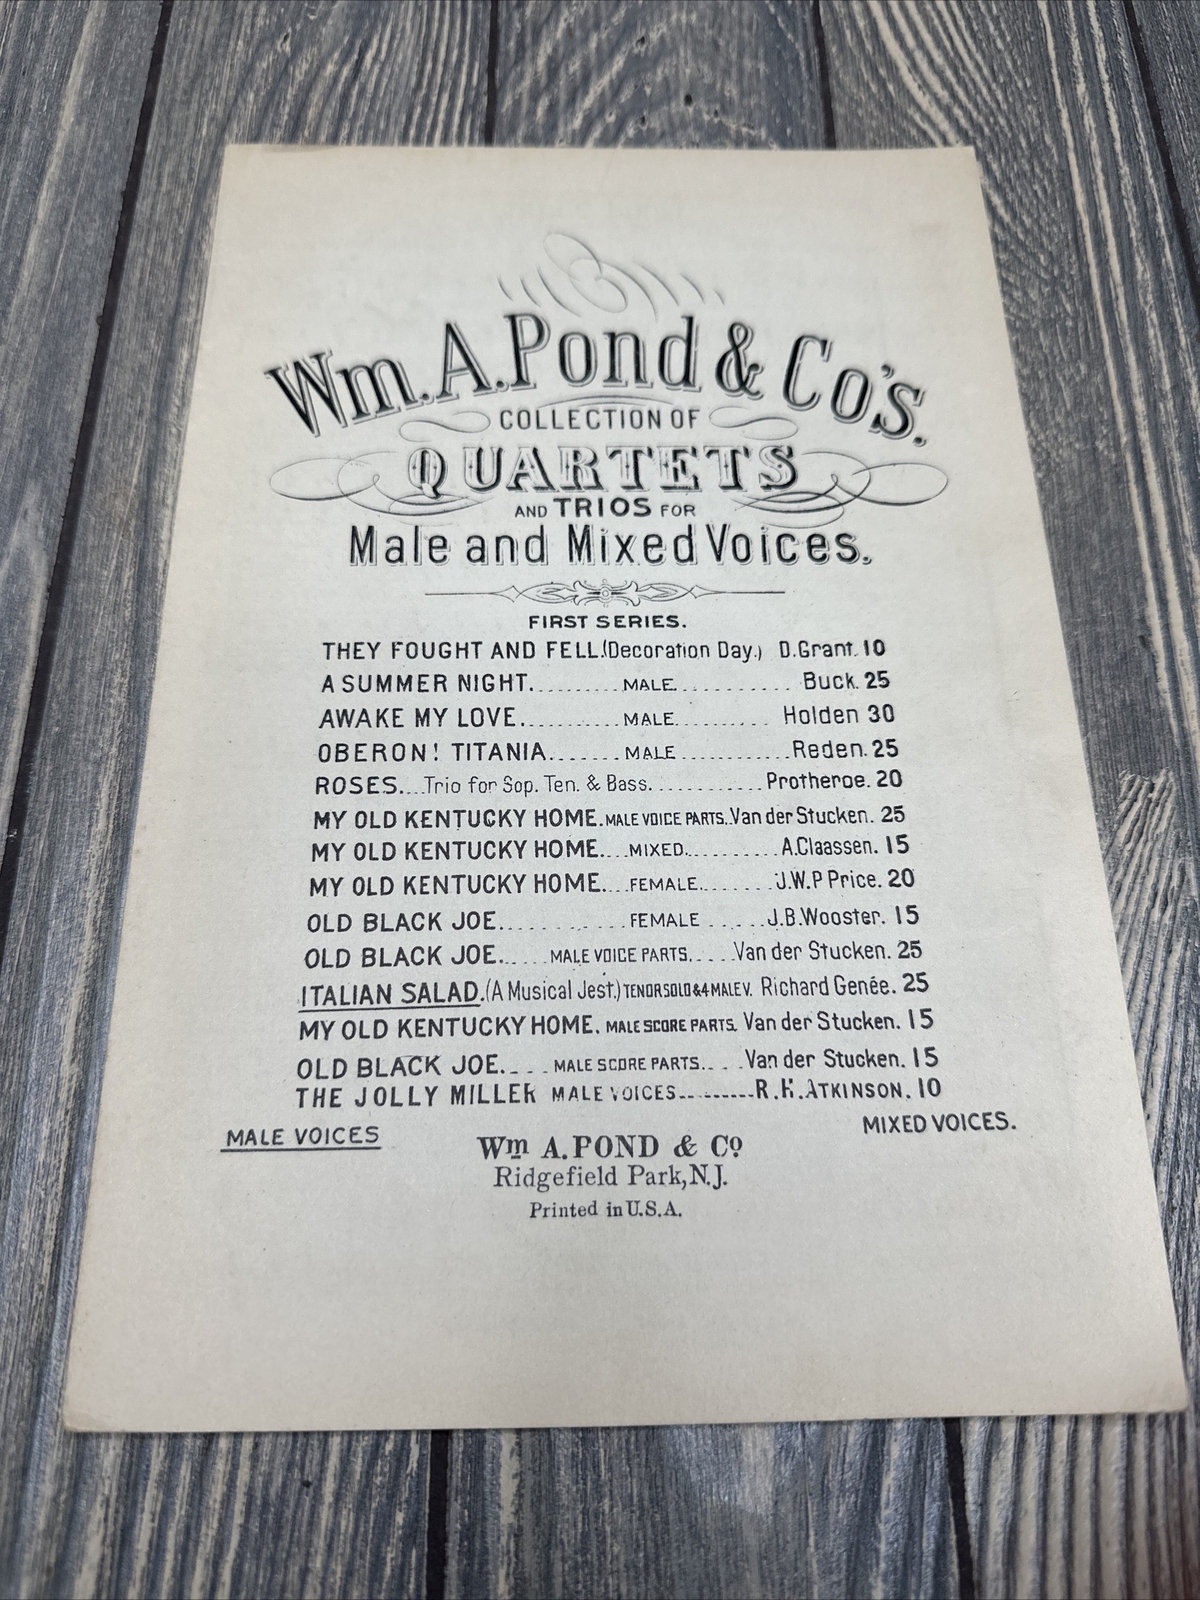 Wm. A. Pond & Co's.
COLLECTION OF
QUARTETS
AND TRIOS FOR
Male and Mixed Voices.
FIRST SERIES.
THEY FOUGHT AND FELL.(Decoration Day.) D.Grant. 10
A SUMMER NIGHT.........MALE........... Buck. 25
AWAKE MY LOVE..........MALE......... Holden 30
OBERON! TITANIA.......MALE...........Reden. 25
ROSES....Trio for Sop. Ten. & Bass............Protheroe. 20
MY OLD KENTUCKY HOME. MALE VOICE PARTS. Van der Stucken. 25
MY OLD KENTUCKY HOME....MIXED...........A.Claassen. 15
MY OLD KENTUCKY HOME....FEMALE........J.W.P Price. 20
OLD BLACK JOE............FEMALE......J.B.Wooster. 15
OLD BLACK JOE......MALE VOICE PARTS.....Van der Stucken. 25
ITALIAN SALAD.(A Musical Jest.) TENOR SOLO & 4 MALE V. Richard Genée. 25
MY OLD KENTUCKY HOME. MALE SCORE PARTS. Van der Stucken. 15
OLD BLACK JOE.... MALE SCORE PARTS.... Van der Stucken. 15
THE JOLLY MILLER MALE VOICES.........R.H.ATKINSON. 10
MALE VOICES
MIXED VOICES.
Wm A. POND & Co.
Ridgefield Park, N.J.
Printed in U.S.A.